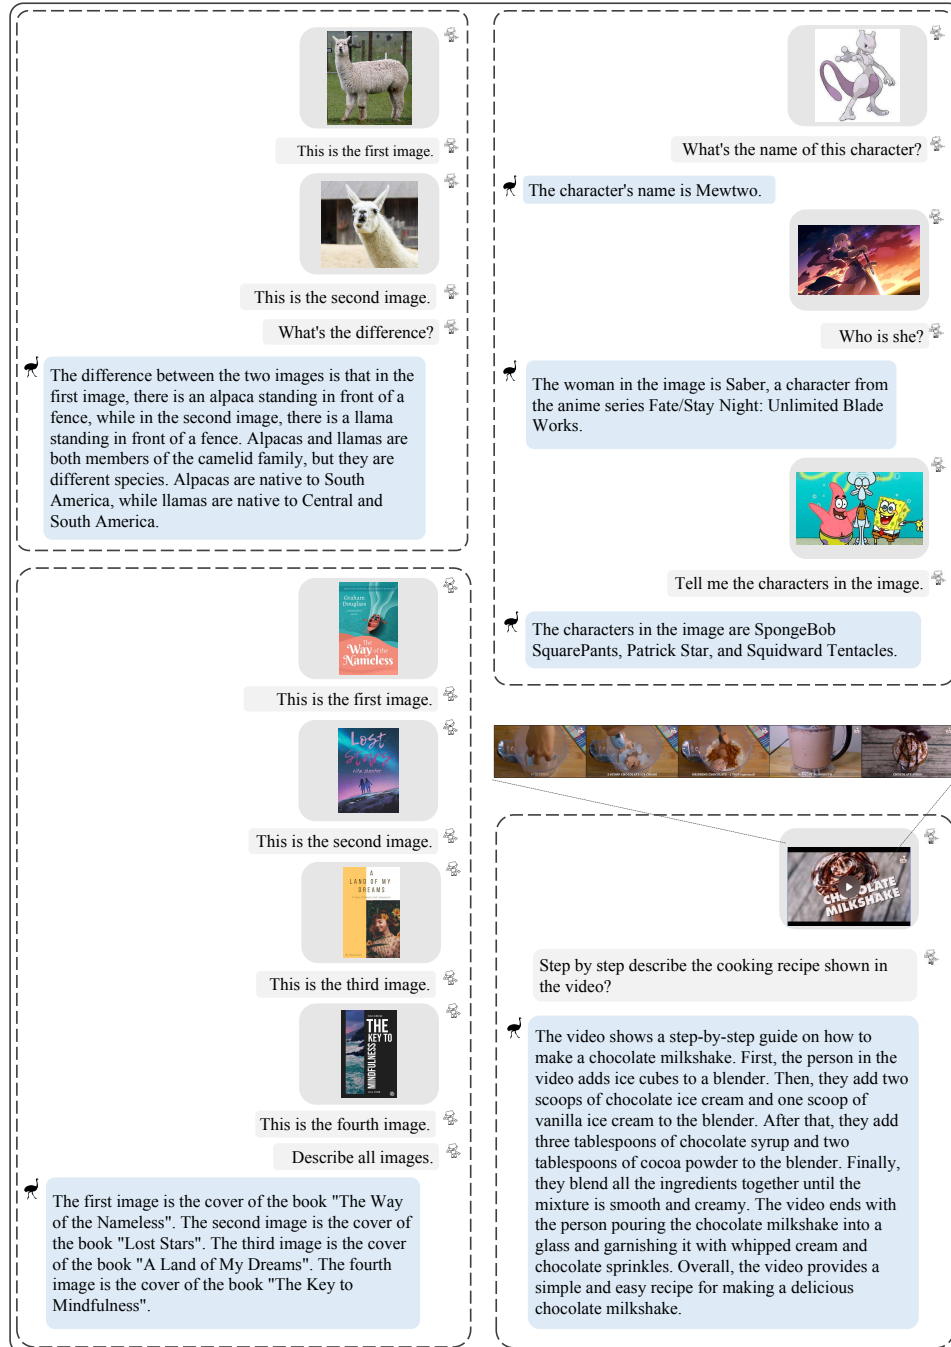 This is the first image.
This is the second image.
What's the difference?
The difference between the two images is that in the
first image, there is an alpaca standing in front of a
fence, while in the second image, there is a llama
standing in front of a fence. Alpacas and llamas are
both members of the camelid family, but they are
different species. Alpacas are native to South
America, while llamas are native to Central and
South America.
Graham
Douglass
The
Way of the
Nameless
This is the first image.
Lost
Stars
This is the second image.
A
LAND OF MY
DREAMS
This is the third image.
THE
KEY TO
MINDFULNESS
This is the fourth image.
Describe all images.
The first image is the cover of the book "The Way
of the Nameless". The second image is the cover of
the book "Lost Stars". The third image is the cover
of the book "A Land of My Dreams". The fourth
image is the cover of the book "The Key to
Mindfulness".
What's the name of this character?
The character's name is Mewtwo.
Who is she?
The woman in the image is Saber, a character from
the anime series Fate/Stay Night: Unlimited Blade
Works.
Tell me the characters in the image.
The characters in the image are SpongeBob
SquarePants, Patrick Star, and Squidward Tentacles.
CHOCOLATE
MILKSHAKE
Step by step describe the cooking recipe shown in
the video?
The video shows a step-by-step guide on how to
make a chocolate milkshake. First, the person in the
video adds ice cubes to a blender. Then, they add two
scoops of chocolate ice cream and one scoop of
vanilla ice cream to the blender. After that, they add
three tablespoons of chocolate syrup and two
tablespoons of cocoa powder to the blender. Finally,
they blend all the ingredients together until the
mixture is smooth and creamy. The video ends with
the person pouring the chocolate milkshake into a
glass and garnishing it with whipped cream and
chocolate sprinkles. Overall, the video provides a
simple and easy recipe for making a delicious
chocolate milkshake.